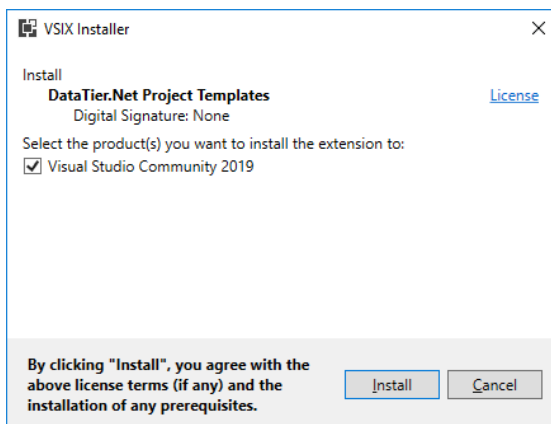 VSIX Installer
Install
DataTier.Net Project Templates License
Digital Signature: None
Select the product(s) you want to install the extension to:
Visual Studio Community 2019
By clicking "Install", you agree with the
above license terms (if any) and the
installation of any prerequisites.
Install Cancel